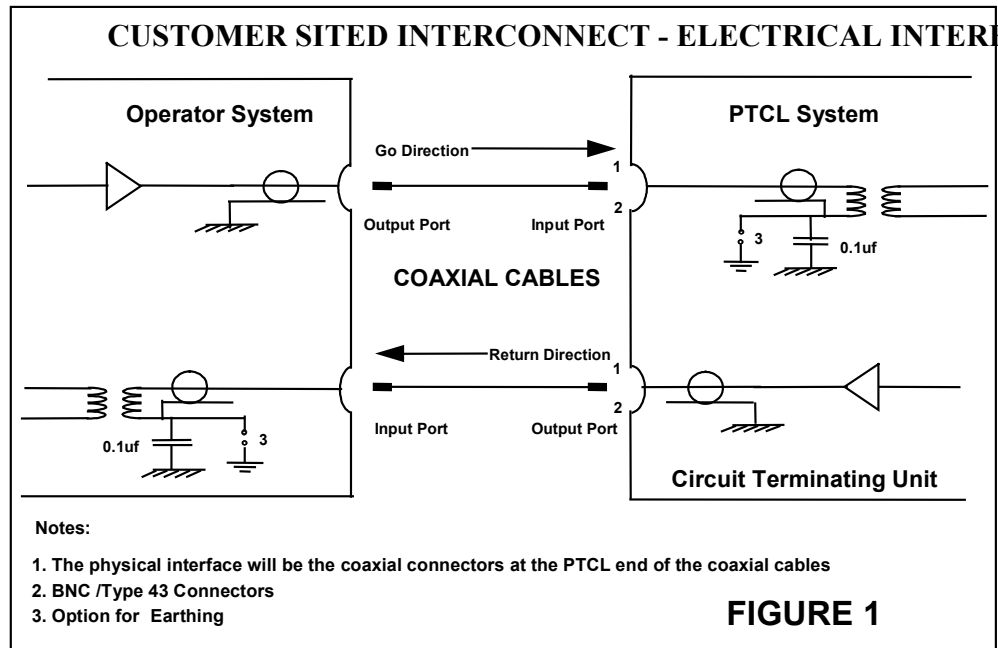 CUSTOMER SITED INTERCONNECT - ELECTRICAL
Operator System
PTCL System
Go Direction
1
2
Output Port
Input Port
3
0.1uf
COAXIAL CABLES
Return Direction
1
2
0.1uf
3
Input Port
Output Port
Circuit Terminating Unit
Notes:
1. The physical interface will be the coaxial connectors at the PTCL end of the coaxial cables
2. BNC /Type 43 Connectors
3. Option for Earthing
FIGURE 1